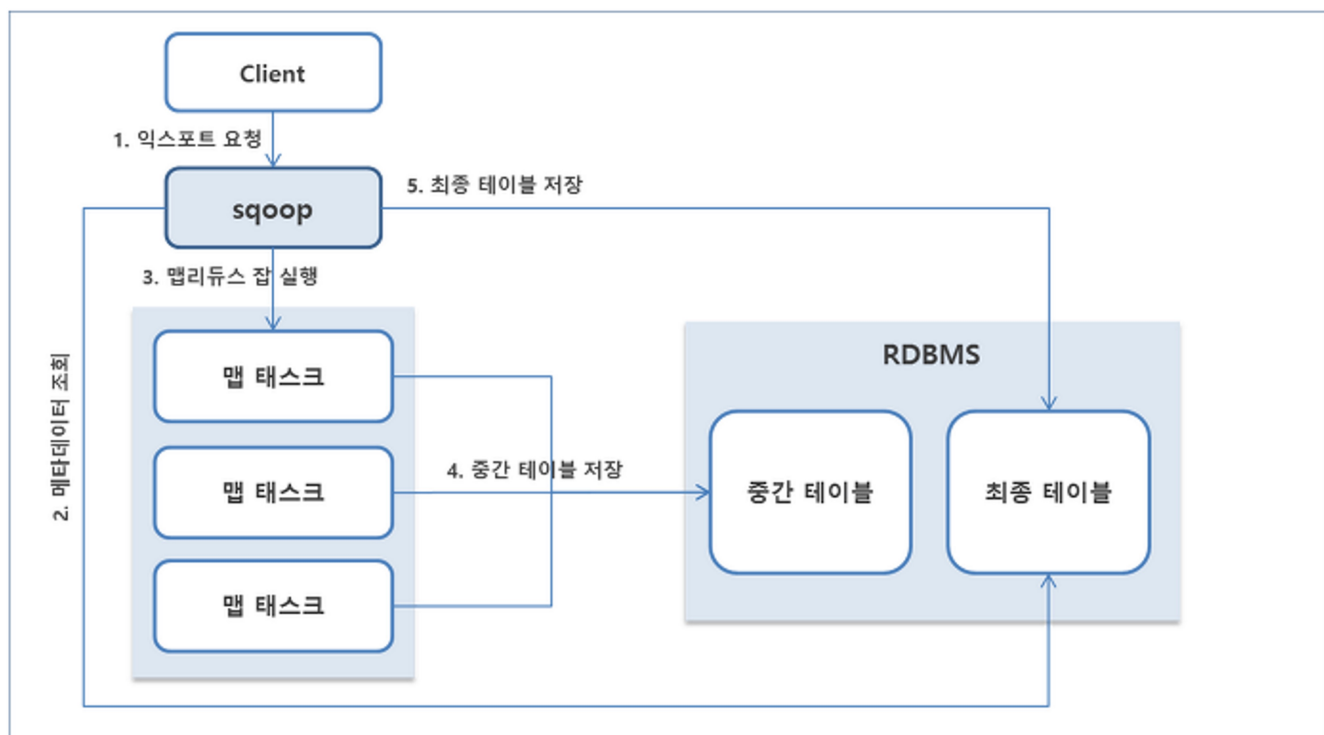 Client
1. 익스포트 요청
5. 최종 테이블 저장
sqoop
3. 맵리듀스 잡 실행
2. 메타데이터 조회
RDBMS
맵 태스크
4. 중간 테이블 저장
맵 태스크
중간 테이블
최종 테이블
맵 태스크